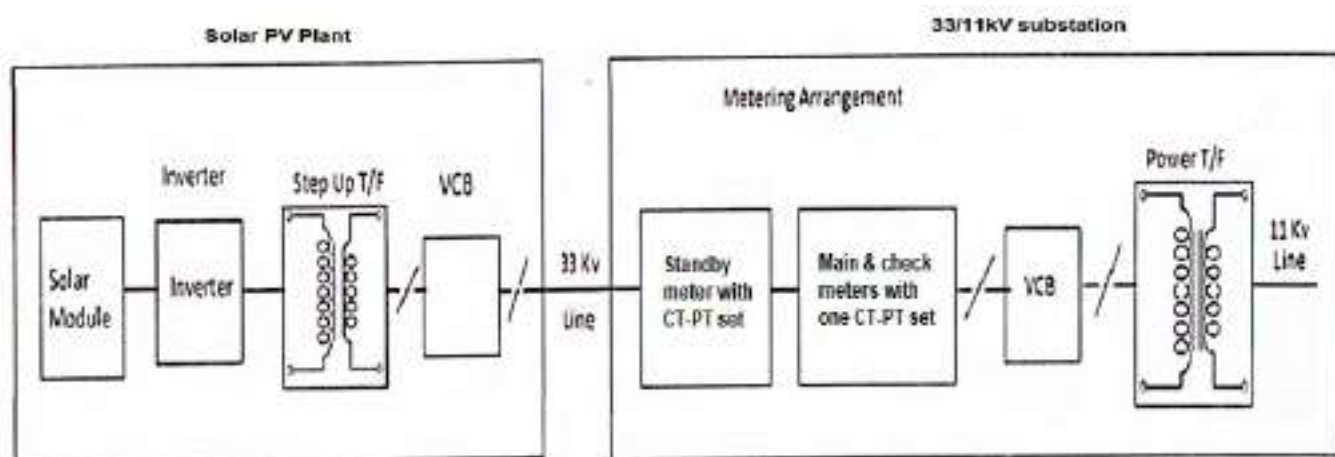 Solar PV Plant
33/11kV substation
Metering Arrangement
Inverter
Step Up T/F
VCB
Power T/F
Solar
Module
Inverter
33 Kv
Line
Standby
meter with
CT-PT set
Main & check
meters with
one CT-PT set
VCB
11 Kv
Line